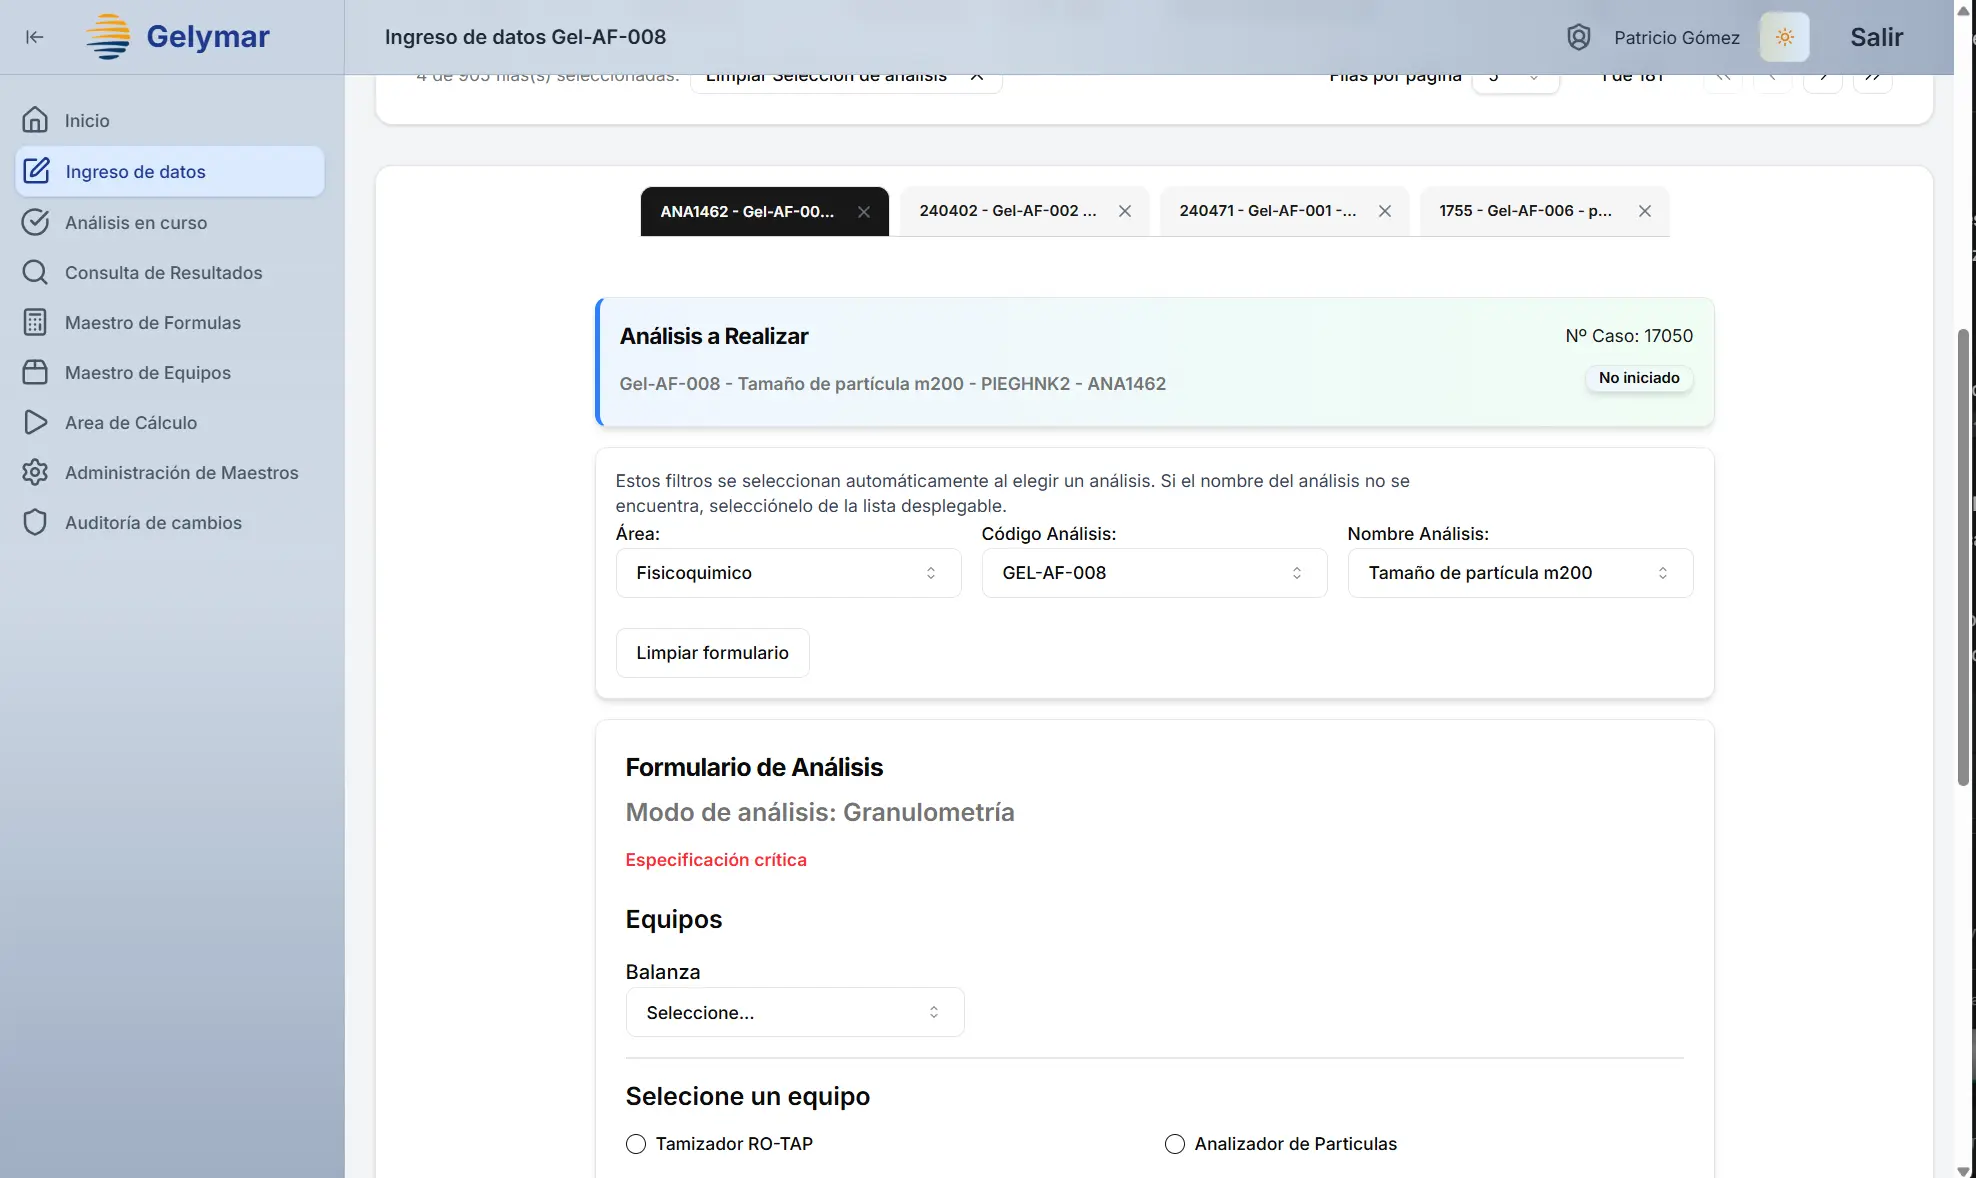 Gelymar
Ingreso de datos Gel-AF-008
Patricio Gómez
Salir
Inicio
Ingreso de datos
Análisis en curso
Consulta de Resultados
Maestro de Formulas
Maestro de Equipos
Area de Cálculo
Administración de Maestros
Auditoría de cambios
4 de 905 filas(s) seleccionadas.
Limpiar Selección de análisis
Filas por página
5
1 de 181
ANA1462 - Gel-AF-00...
240402 - Gel-AF-002 ...
240471 - Gel-AF-001 -...
1755 - Gel-AF-006 - p...
Análisis a Realizar
Nº Caso: 17050
Gel-AF-008 - Tamaño de partícula m200 - PIEGHNK2 - ANA1462
No iniciado
Estos filtros se seleccionan automáticamente al elegir un análisis. Si el nombre del análisis no se
encuentra, selecciónelo de la lista desplegable.
Área:
Código Análisis:
Nombre Análisis:
Fisicoquimico
GEL-AF-008
Tamaño de partícula m200
Limpiar formulario
Formulario de Análisis
Modo de análisis: Granulometría
Especificación crítica
Equipos
Balanza
Seleccione...
Selecione un equipo
Tamizador RO-TAP
Analizador de Particulas